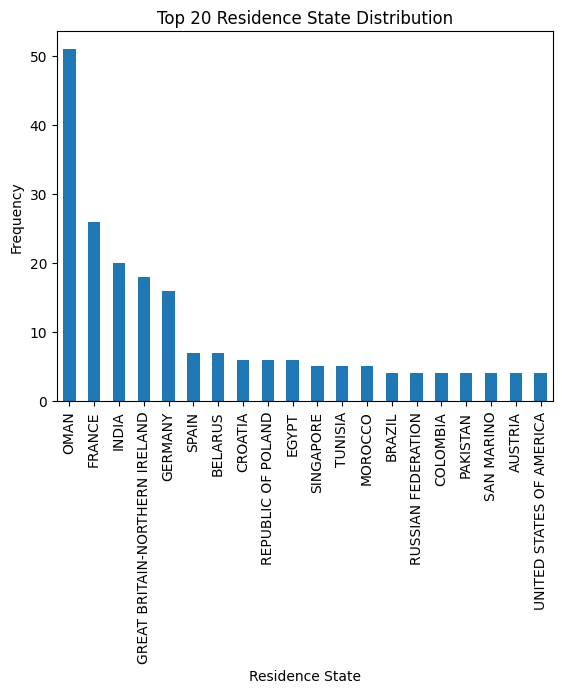 Top 20 Residence State Distribution
Frequency
50
40
30
20
10
0
OMAN
FRANCE
INDIA
GREAT BRITAIN-NORTHERN IRELAND
GERMANY
SPAIN
BELARUS
CROATIA
REPUBLIC OF POLAND
EGYPT
SINGAPORE
TUNISIA
MOROCCO
BRAZIL
RUSSIAN FEDERATION
COLOMBIA
PAKISTAN
SAN MARINO
AUSTRIA
UNITED STATES OF AMERICA
Residence State